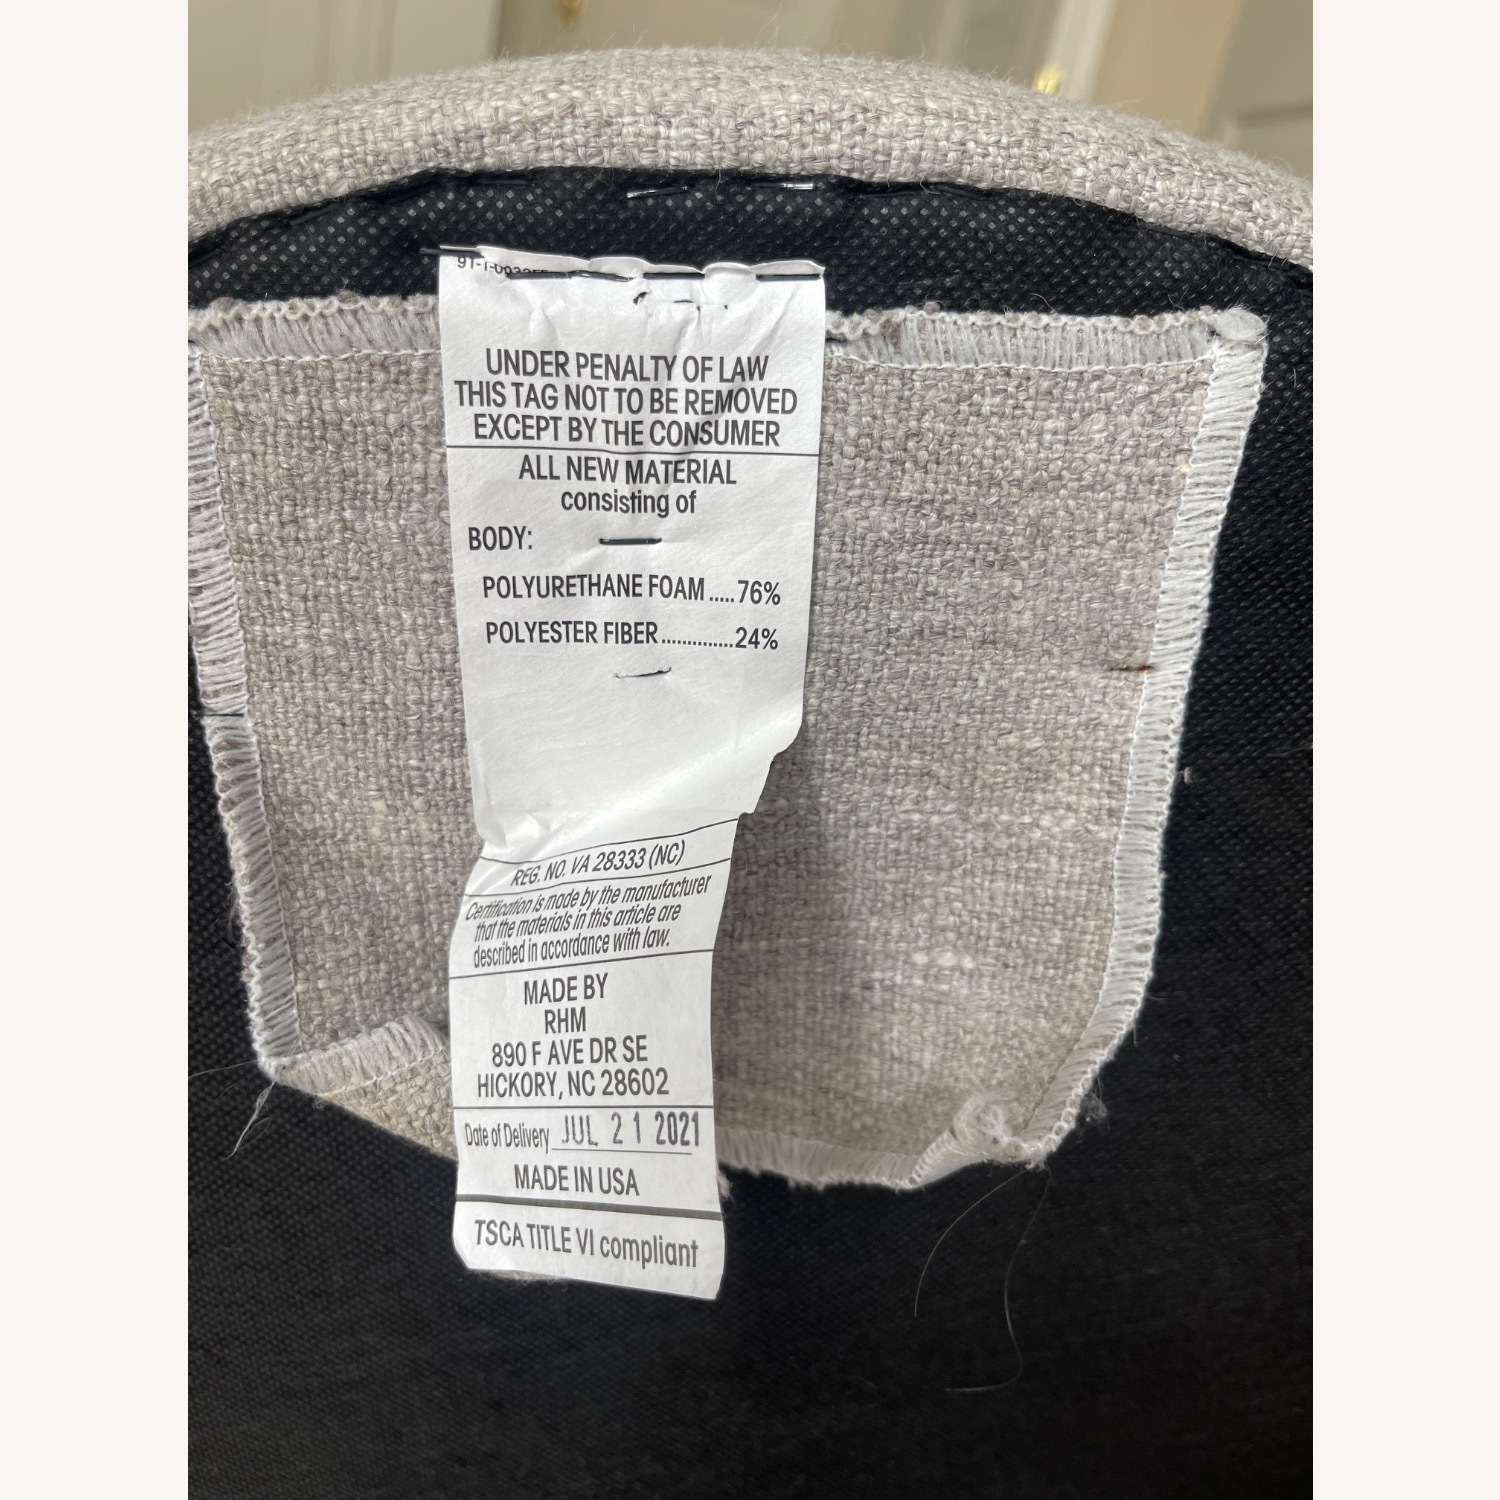 UNDER PENALTY OF LAW
THIS TAG NOT TO BE REMOVED
EXCEPT BY THE CONSUMER
ALL NEW MATERIAL
consisting of
BODY:
POLYURETHANE FOAM.....76%
POLYESTER FIBER..............24%
REG. NO. VA 28333 (NC)
Certification is made by the manufacturer
that the materials in this article are
described in accordance with law.
MADE BY
RHM
890 F AVE DR SE
HICKORY, NC 28602
Date of Delivery JUL 21 2021
MADE IN USA
TSCA TITLE VI compliant